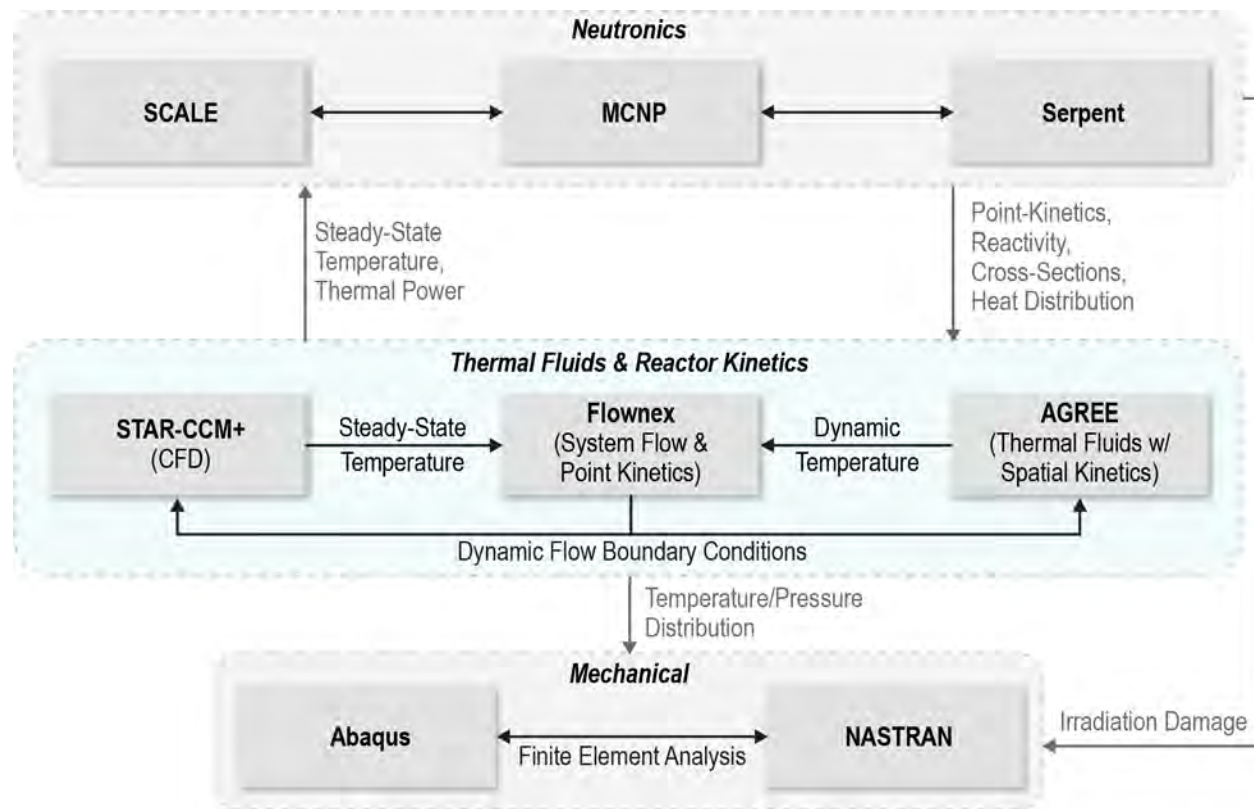 Neutronics
SCALE
MCNP
Serpent
Steady-State
Temperature,
Thermal Power
Point-Kinetics,
Reactivity,
Cross-Sections,
Heat Distribution
Thermal Fluids & Reactor Kinetics
STAR-CCM+
(CFD)
Steady-State
Temperature
Flownex
(System Flow &
Point Kinetics)
Dynamic
Temperature
AGREE
(Thermal Fluids w/
Spatial Kinetics)
Dynamic Flow Boundary Conditions
Temperature/Pressure
Distribution
Mechanical
Abaqus
Finite Element Analysis
NASTRAN
Irradiation Damage